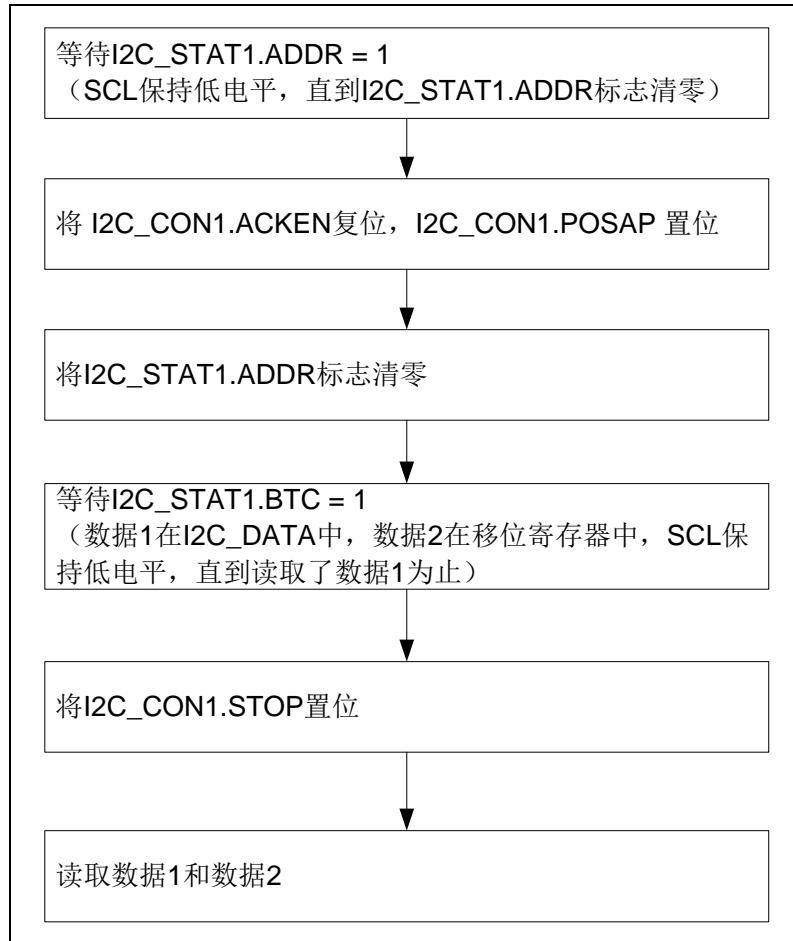 等待I2C_STAT1.ADDR = 1
（SCL保持低电平，直到I2C_STAT1.ADDR标志清零）
将 I2C_CON1.ACKEN复位，I2C_CON1.POSAP 置位
将I2C_STAT1.ADDR标志清零
等待I2C_STAT1.BTC = 1
（数据1在I2C_DATA中，数据2在移位寄存器中，SCL保
持低电平，直到读取了数据1为止）
将I2C_CON1.STOP置位
读取数据1和数据2